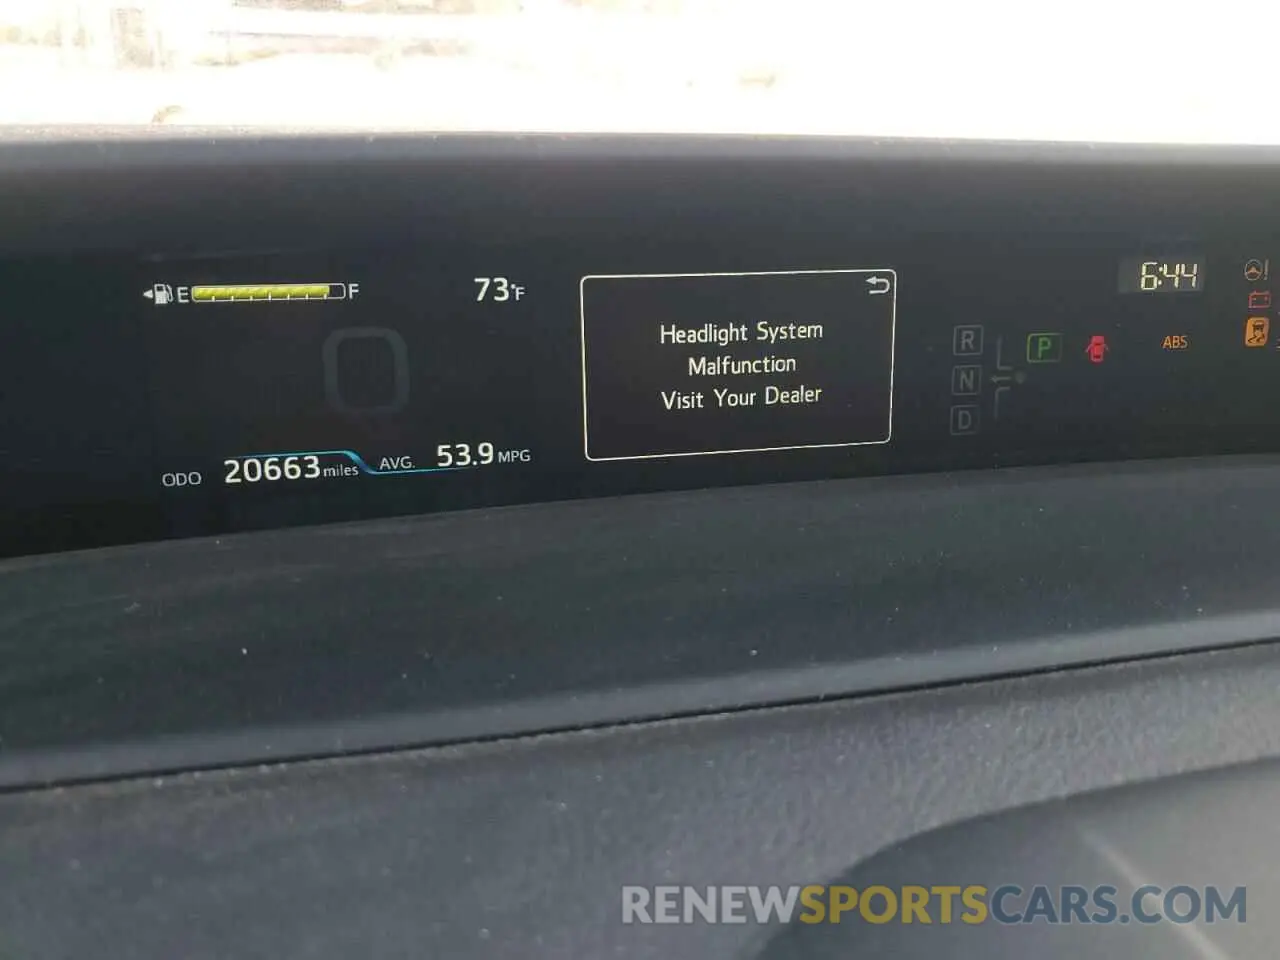 E F 73°F
Headlight System
Malfunction
Visit Your Dealer
6:44
R
N
D
P
ABS
ODO 20663 miles AVG. 53.9 MPG
RENEWSPORTSCARS.COM